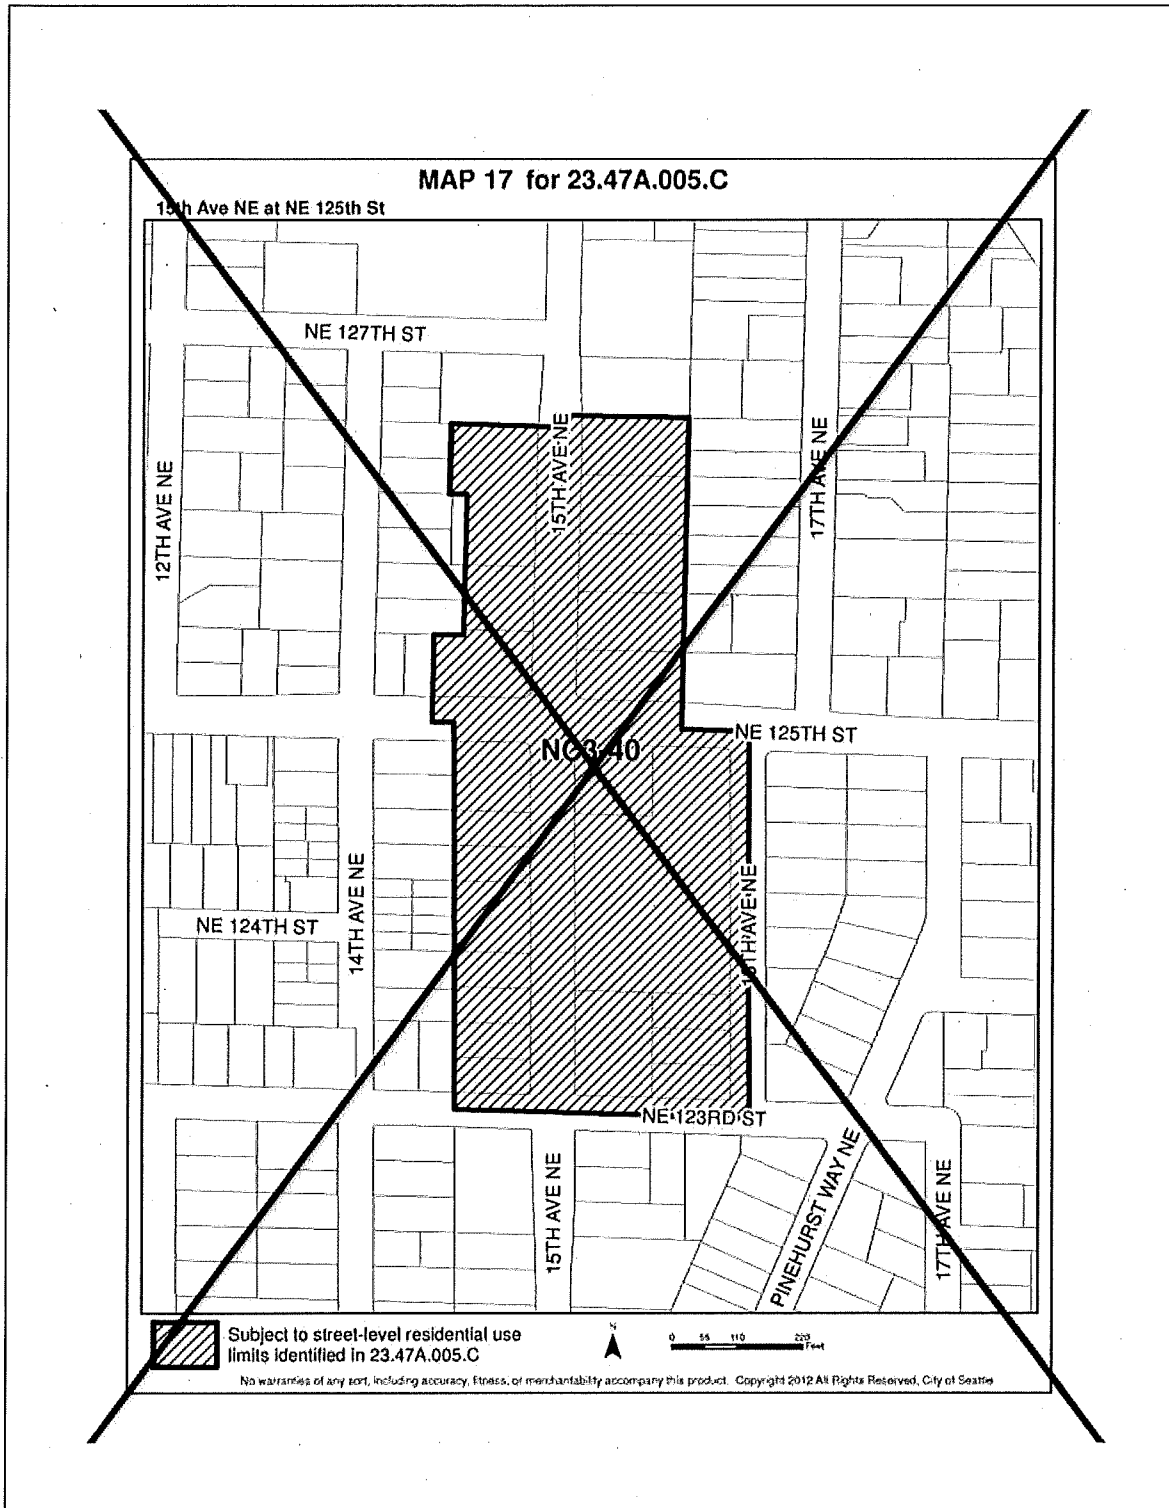 MAP 17 for 23.47A.005.C
15th Ave NE at NE 125th St
NE 127TH ST
15TH AVE NE
17TH AVE NE
12TH AVE NE
NE 125TH ST
NC3-40
16TH AVE NE
14TH AVE NE
NE 124TH ST
NE 123RD ST
15TH AVE NE
PINEHURST WAY NE
17TH AVE NE
Subject to street-level residential use
limits identified in 23.47A.005.C
N
0 55 110 220
Feet
No warranties of any sort, including accuracy, fitness, or merchantability accompany this product. Copyright 2012 All Rights Reserved, City of Seattle